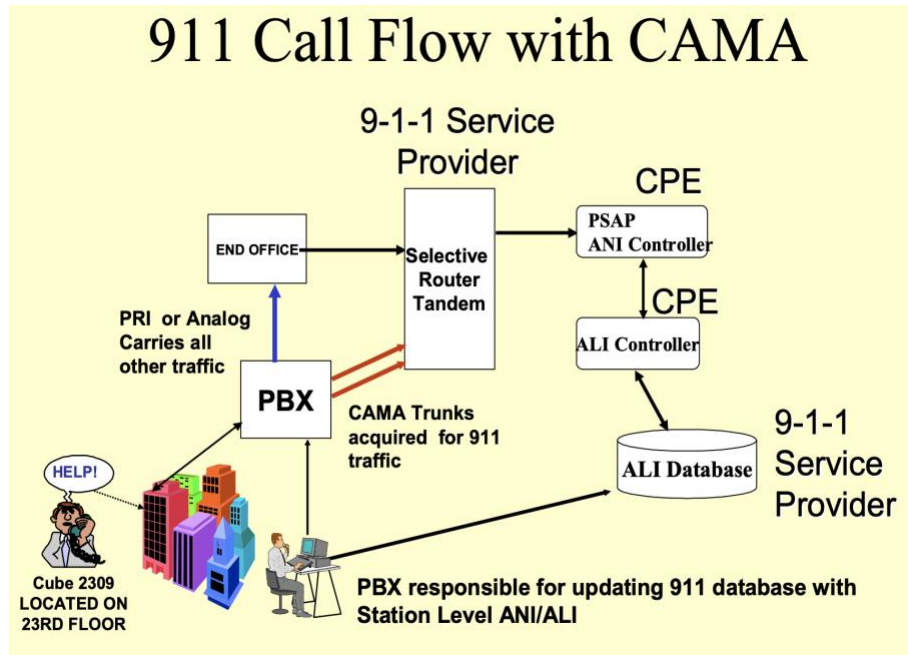 911 Call Flow with CAMA
9-1-1 Service
Provider
CPE
PSAP
ANI Controller
END OFFICE
Selective
Router
Tandem
CPE
PRI or Analog
Carries all
other traffic
ALI Controller
PBX
CAMA Trunks
acquired for 911
traffic
9-1-1
Service
Provider
ALI Database
HELP!
Cube 2309
LOCATED ON
23RD FLOOR
PBX responsible for updating 911 database with
Station Level ANI/ALI